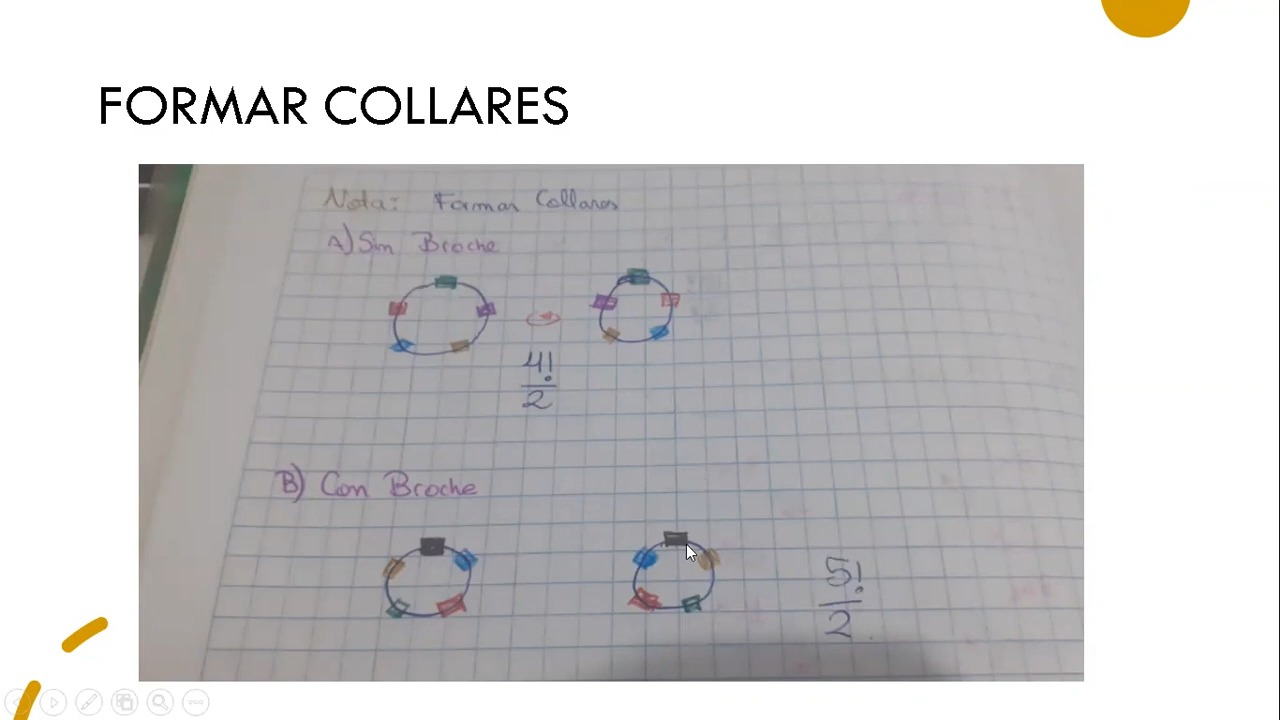 FORMAR COLLARES
Nota: Formar Collares
A) Sin Broche
4!
2
B) Con Broche
5!
2